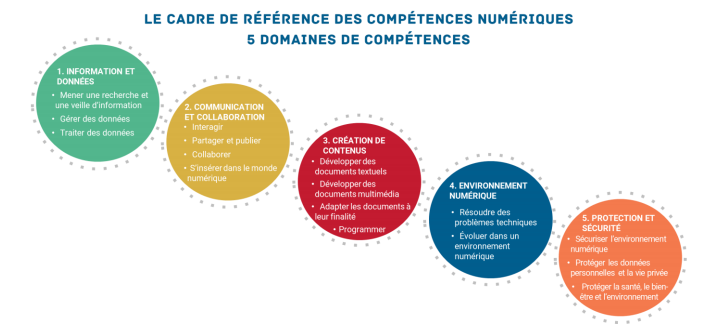 LE CADRE DE RÉFÉRENCE DES COMPÉTENCES NUMÉRIQUES
5 DOMAINES DE COMPÉTENCES
1. INFORMATION ET
DONNÉES
• Mener une recherche et
une veille d'information
• Gérer des données
• Traiter des données
2. COMMUNICATION
ET COLLABORATION
• Interagir
• Partager et publier
• Collaborer
• S'insérer dans le monde
numérique
3. CRÉATION DE
CONTENUS
• Développer des
documents textuels
• Développer des
documents multimédia
• Adapter les documents à
leur finalité
• Programmer
4. ENVIRONNEMENT
NUMÉRIQUE
• Résoudre des
problèmes techniques
• Évoluer dans un
environnement
numérique
5. PROTECTION ET
SÉCURITÉ
• Sécuriser l'environnement
numérique
• Protéger les données
personnelles et la vie privée
• Protéger la santé, le bien-
être et l'environnement